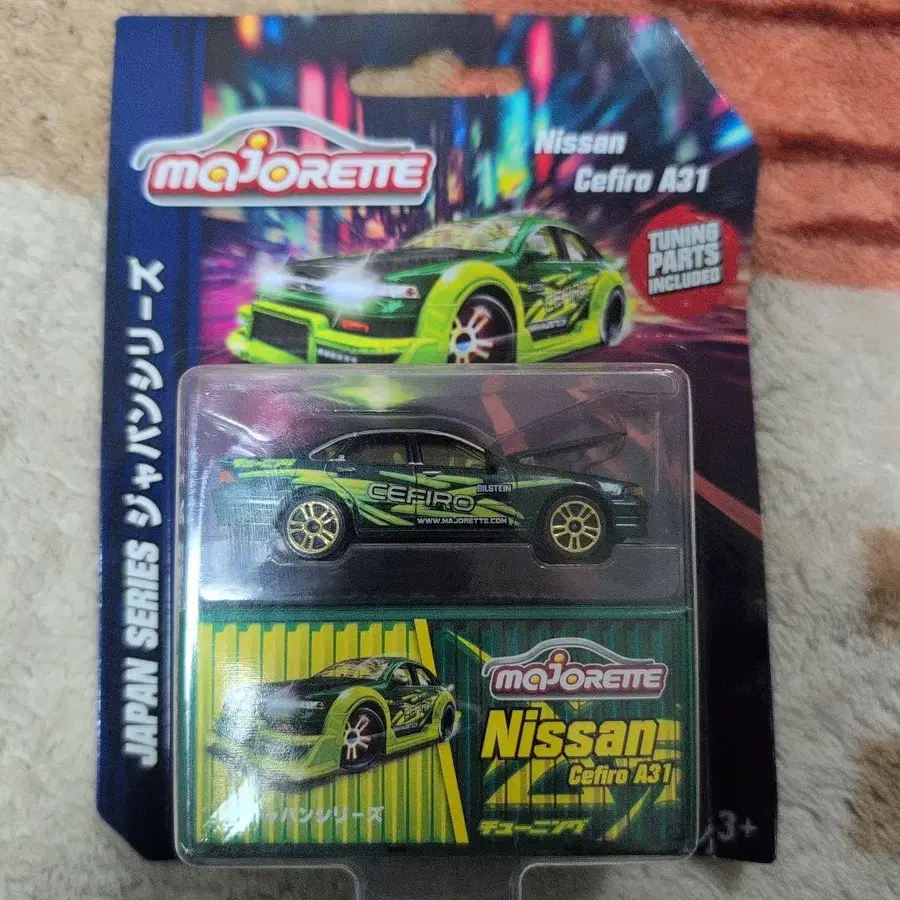 majORETTE
Nissan
Cefiro A31
TUNING
PARTS
INCLUDED
JAPAN SERIES ジャパンシリーズ
CEFIRO
BILSTEIN
WWW.MAJORETTE.COM
majORETTE
Nissan
Cefiro A31
ジャパンシリーズ
チューニング
3+